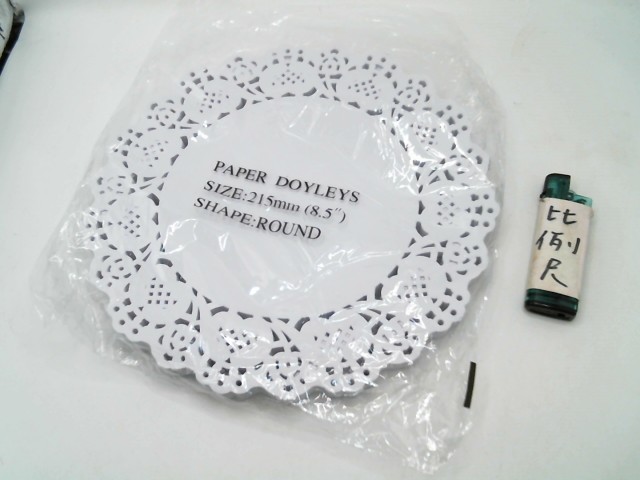 PAPER DOYLEYS
SIZE:215mm (8.5")
SHAPE:ROUND
比
例
尺